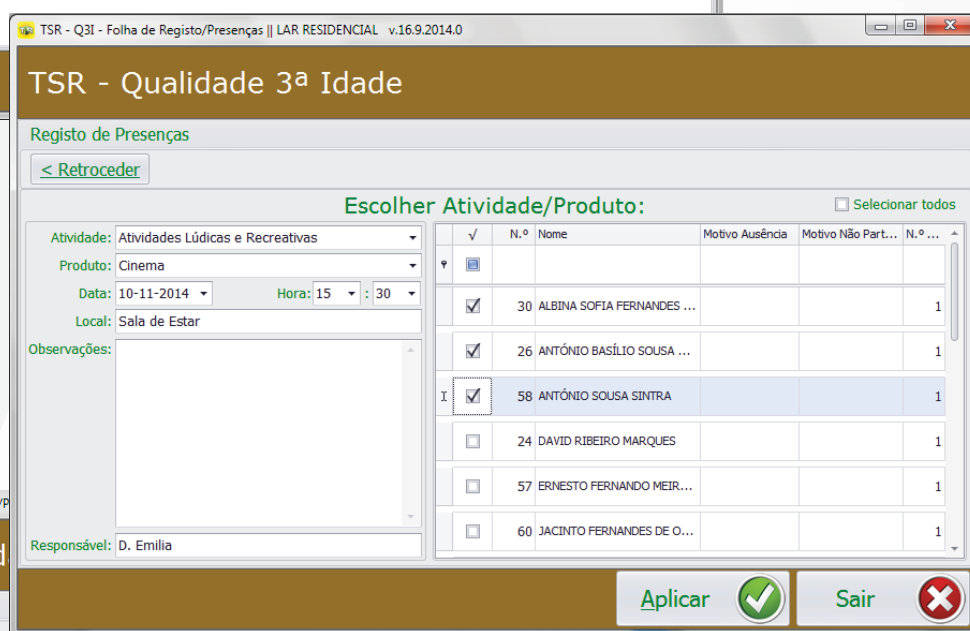 TSR - Q3I - Folha de Registo/Presenças || LAR RESIDENCIAL v.16.9.2014.0
TSR - Qualidade 3ª Idade
Registo de Presenças
< Retroceder
Escolher Atividade/Produto:
Selecionar todos
Atividade: Atividades Lúdicas e Recreativas
Produto: Cinema
Data: 10-11-2014 Hora: 15 : 30
Local: Sala de Estar
Observações:
Responsável: D. Emilia
√ N.º Nome Motivo Ausência Motivo Não Part... N.º ...
30 ALBINA SOFIA FERNANDES ... 1
26 ANTÓNIO BASÍLIO SOUSA ... 1
58 ANTÓNIO SOUSA SINTRA 1
24 DAVID RIBEIRO MARQUES 1
57 ERNESTO FERNANDO MEIR... 1
60 JACINTO FERNANDES DE O... 1
Aplicar
Sair